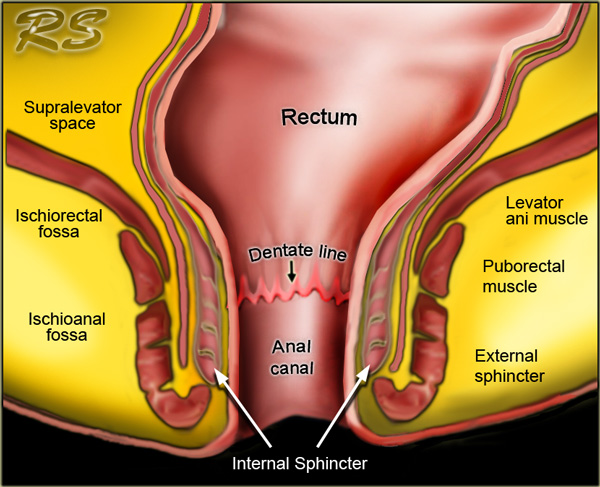 RS
Supralevator
space
Rectum
Ischiorectal
fossa
Levator
ani muscle
Dentate line
Puborectal
muscle
Ischioanal
fossa
Anal
canal
External
sphincter
Internal Sphincter